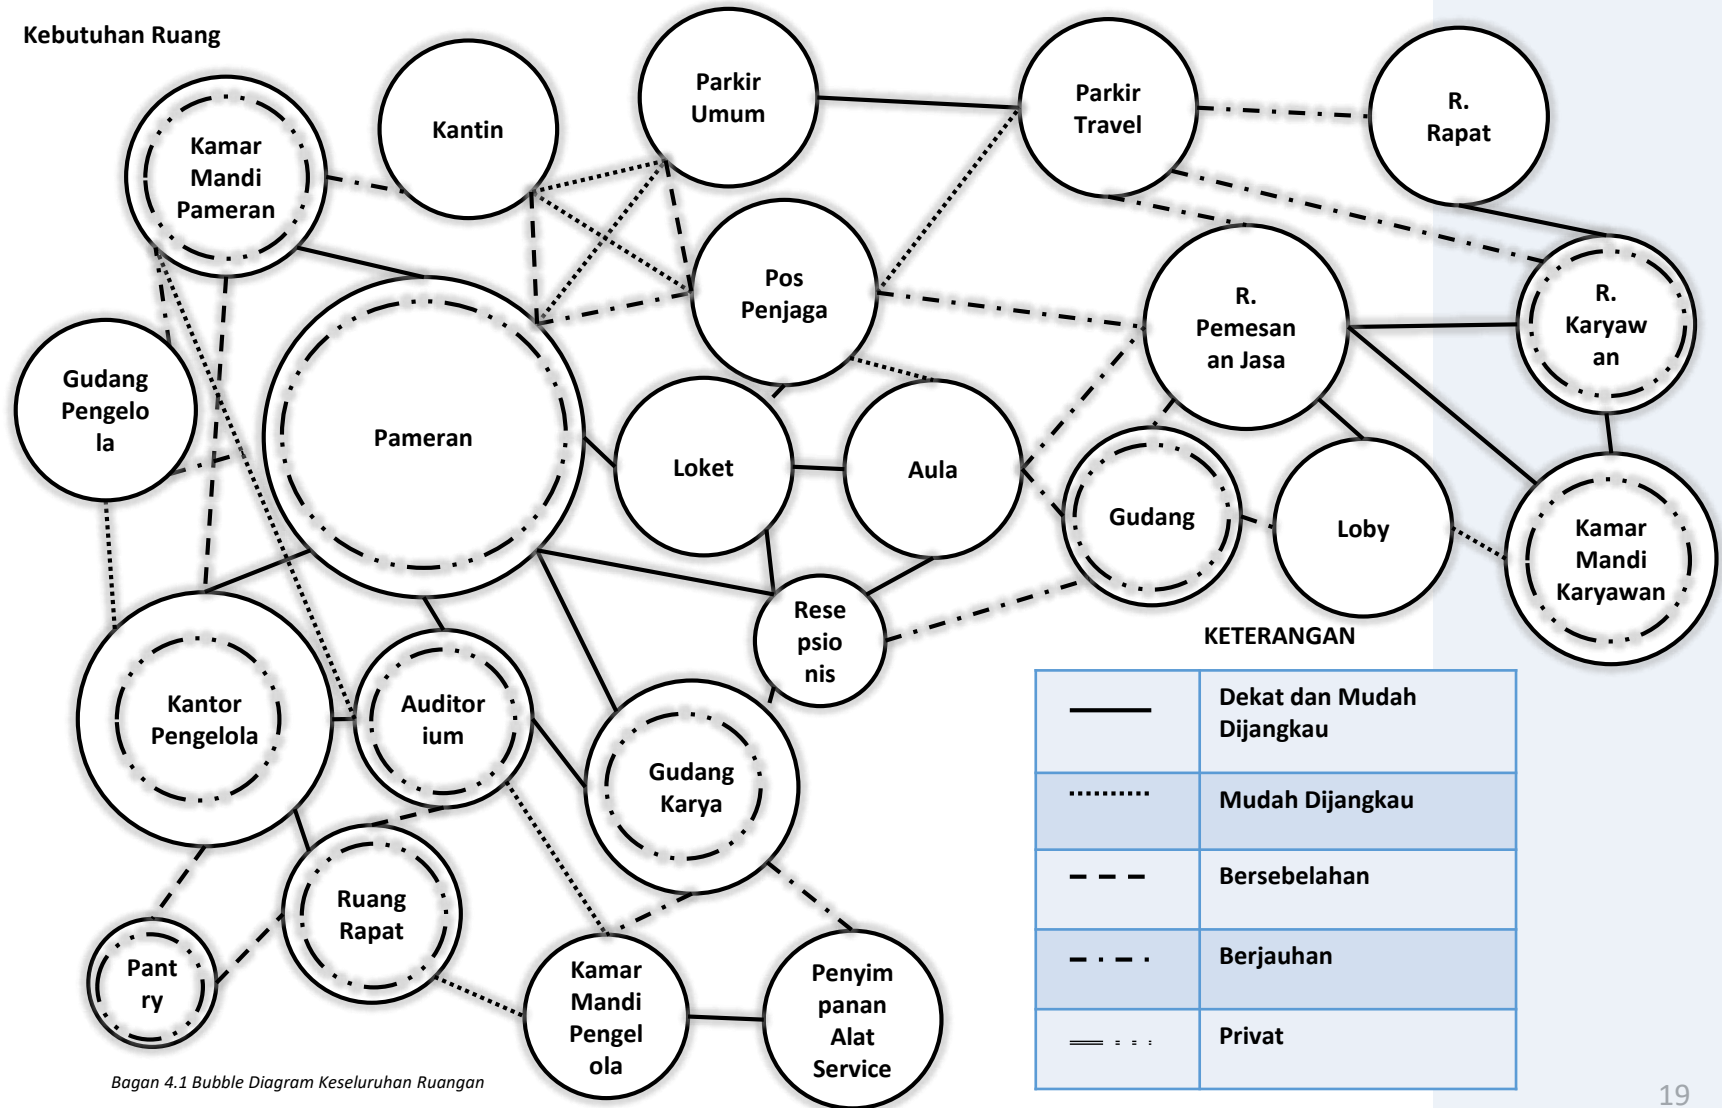 Kebutuhan Ruang
Kamar
Mandi
Pameran
Kantin
Parkir
Umum
Parkir
Travel
R.
Rapat
Gudang
Pengelo
la
Pameran
Pos
Penjaga
R.
Pemesan
an Jasa
R.
Karyaw
an
Loket
Aula
Gudang
Loby
Kamar
Mandi
Karyawan
Rese
psio
nis
Kantor
Pengelola
Auditor
ium
Gudang
Karya
Ruang
Rapat
Pant
ry
Kamar
Mandi
Pengel
ola
Penyim
panan
Alat
Service
KETERANGAN
Dekat dan Mudah
Dijangkau
Mudah Dijangkau
Bersebelahan
Berjauhan
Privat
Bagan 4.1 Bubble Diagram Keseluruhan Ruangan
19